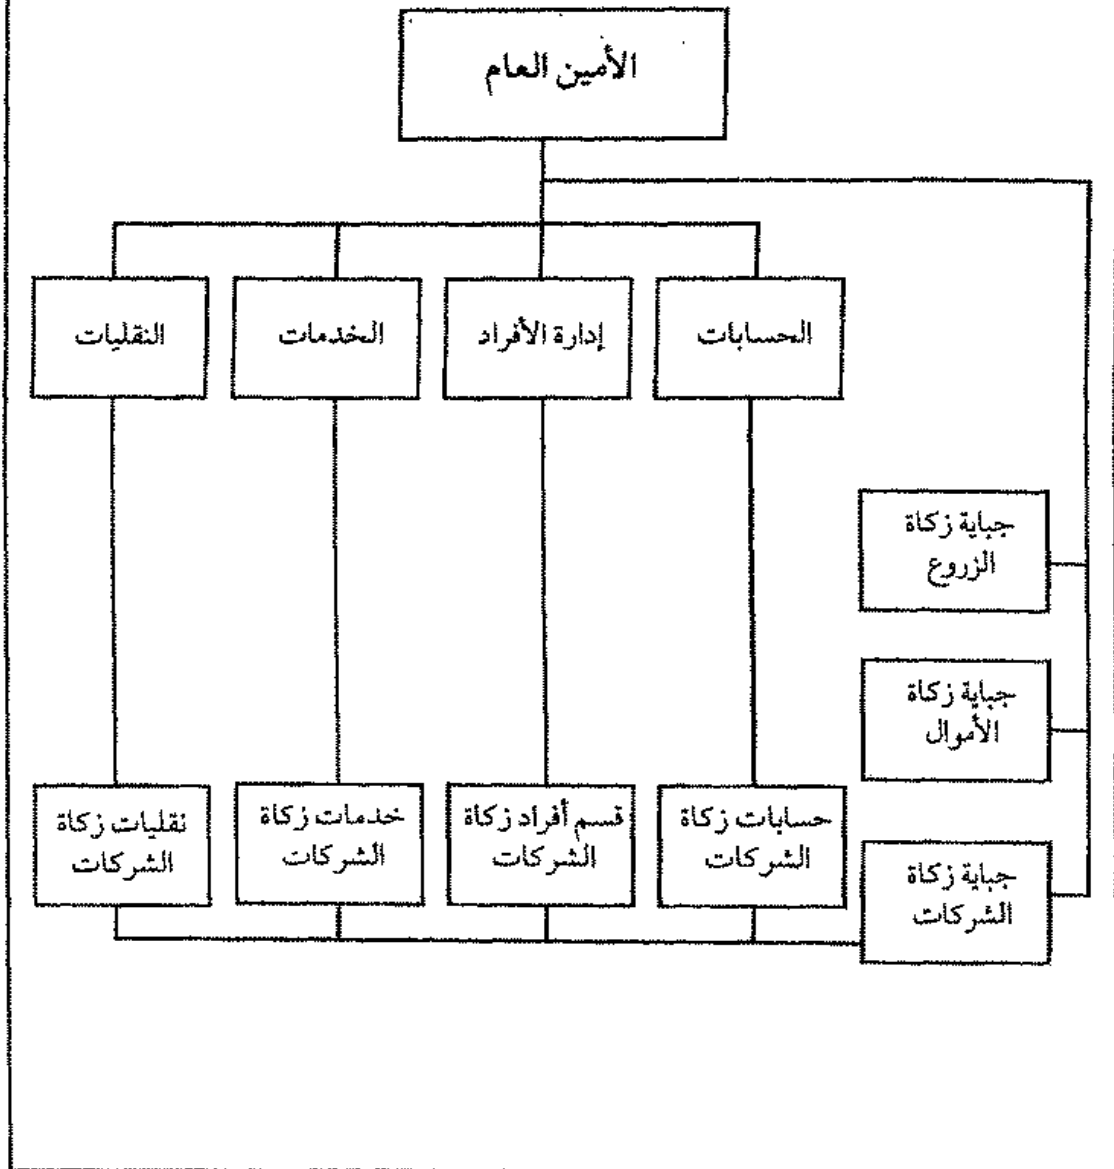 الأمين العام
الحسابات
إدارة الأفراد
الخدمات
النقليات
جباية زكاة
الزروع
جباية زكاة
الأموال
جباية زكاة
الشركات
حسابات زكاة
الشركات
قسم أفراد زكاة
الشركات
خدمات زكاة
الشركات
نقليات زكاة
الشركات